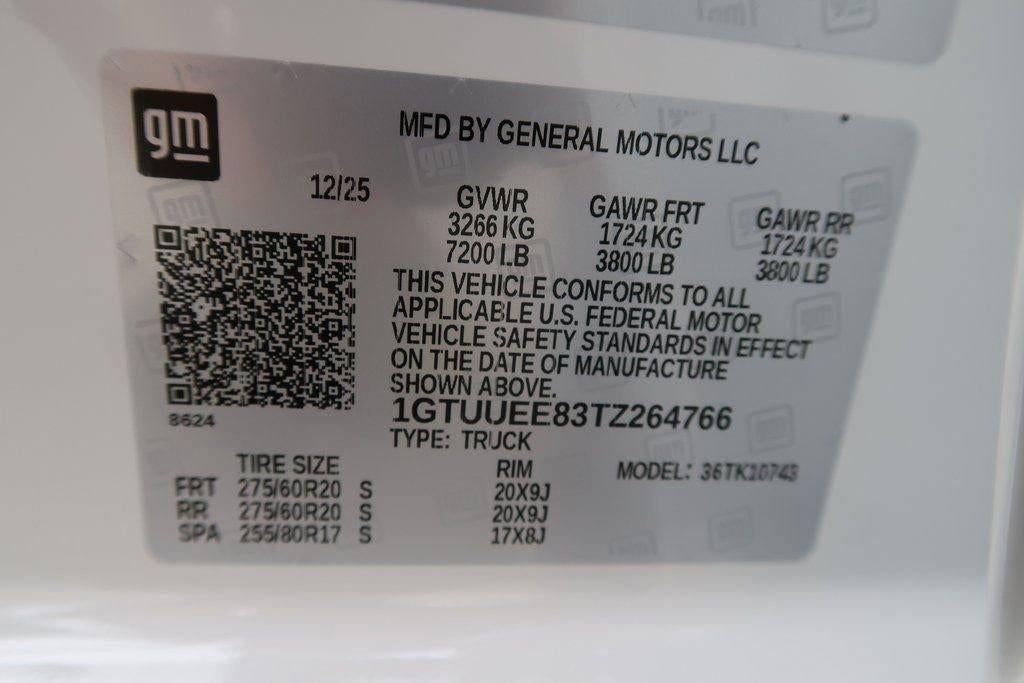 gm
MFD BY GENERAL MOTORS LLC
12/25
GVWR GAWR FRT GAWR RR
3266 KG 1724 KG 1724 KG
7200 LB 3800 LB 3800 LB
THIS VEHICLE CONFORMS TO ALL
APPLICABLE U.S. FEDERAL MOTOR
VEHICLE SAFETY STANDARDS IN EFFECT
ON THE DATE OF MANUFACTURE
SHOWN ABOVE.
1GTUUEE83TZ264766
8624
TYPE: TRUCK
TIRE SIZE RIM MODEL: 36TK10743
FRT 275/60R20 S 20X9J
RR 275/60R20 S 20X9J
SPA 255/80R17 S 17X8J